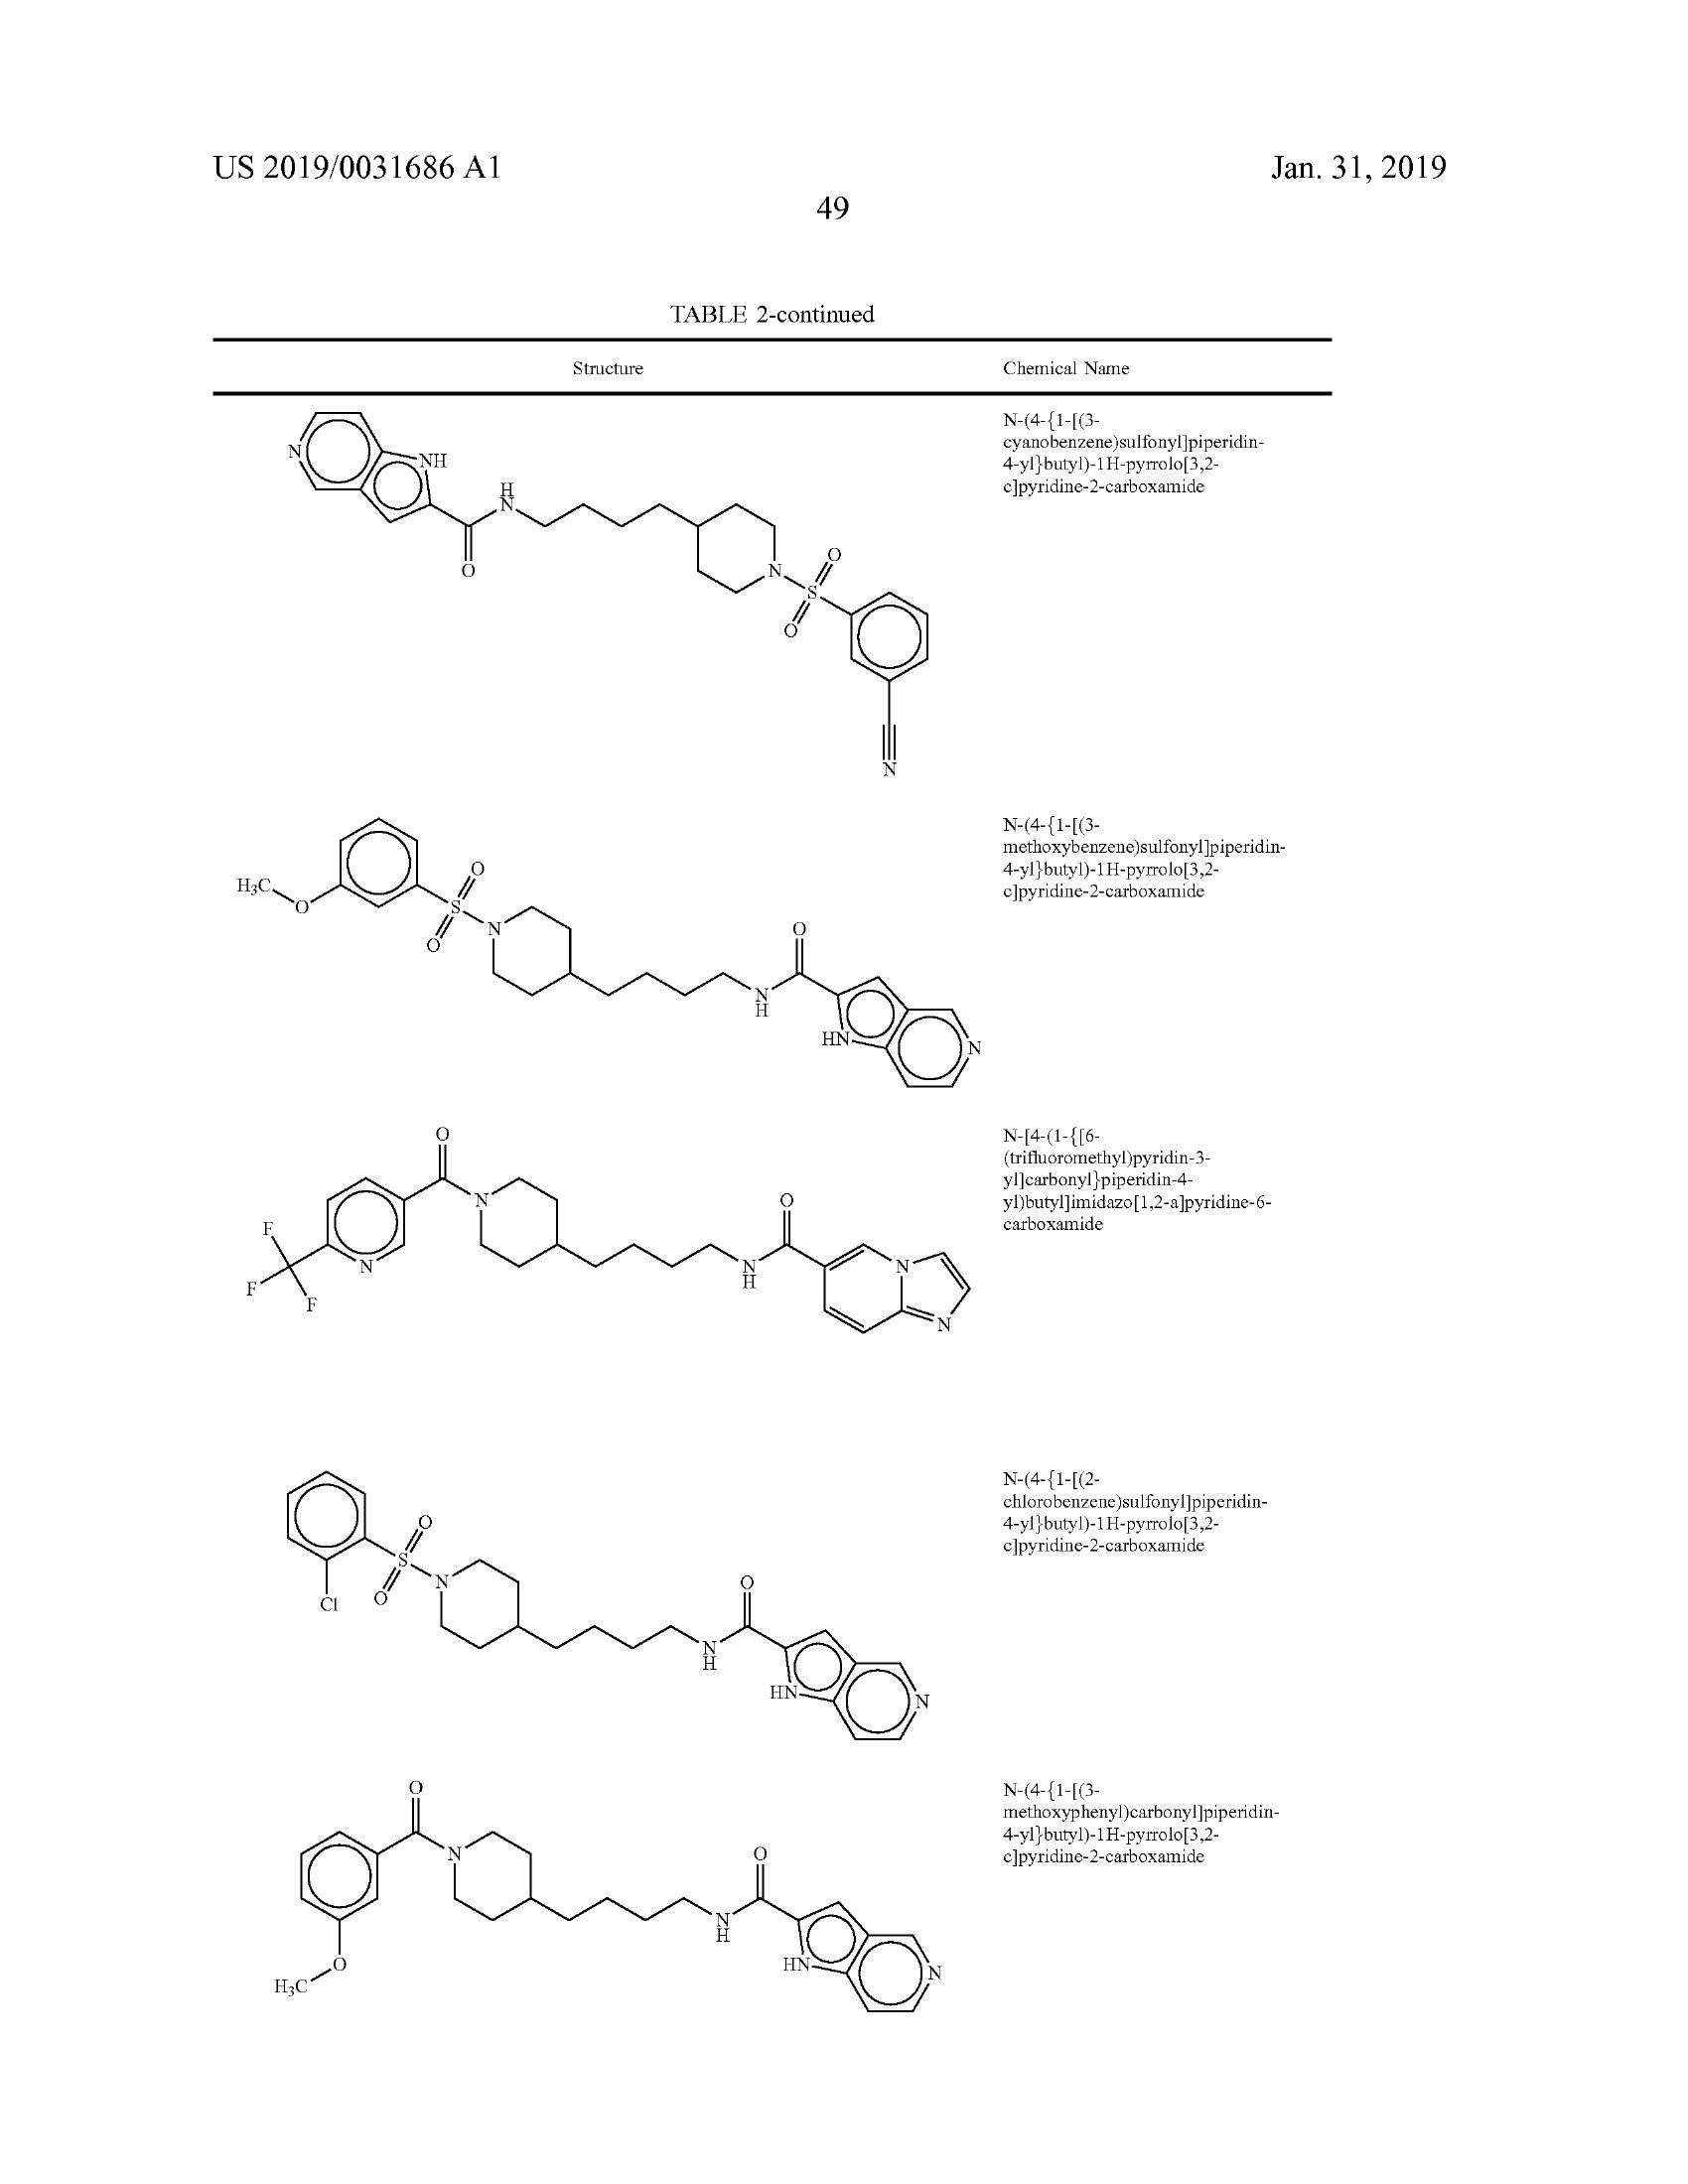 US 2019/0031686 A1
Jan. 31, 2019
49
TABLE 2-continued
Structure
Chemical Name
N-(4-{1-[(3-
cyanobenzene)sulfonyl]piperidin-
4-yl}butyl)-1H-pyrrolo[3,2-
c]pyridine-2-carboxamide
N
NH
H
N
O
N
O
S
O
N
N-(4-{1-[(3-
methoxybenzene)sulfonyl]piperidin-
4-yl}butyl)-1H-pyrrolo[3,2-
c]pyridine-2-carboxamide
H₃C
O
O
S
O
N
O
N
H
HN
N
N-[4-(1-{[6-
(trifluoromethyl)pyridin-3-
yl]carbonyl}piperidin-4-
yl)butyl]imidazo[1,2-a]pyridine-6-
carboxamide
O
N
F
F
F
N
O
N
H
N
N
N-(4-{1-[(2-
chlorobenzene)sulfonyl]piperidin-
4-yl}butyl)-1H-pyrrolo[3,2-
c]pyridine-2-carboxamide
O
S
O
Cl
N
O
N
H
HN
N
N-(4-{1-[(3-
methoxyphenyl)carbonyl]piperidin-
4-yl}butyl)-1H-pyrrolo[3,2-
c]pyridine-2-carboxamide
O
N
O
H₃C
O
N
H
HN
N